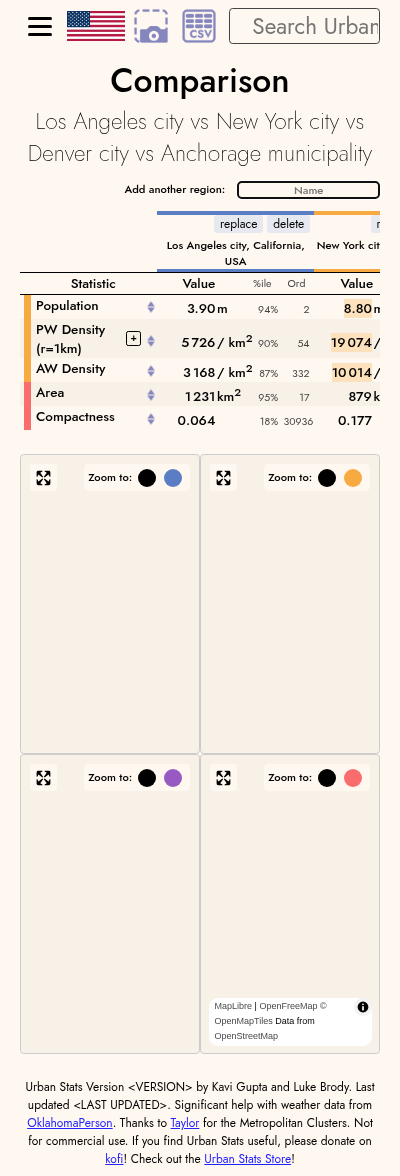 CSV
Search Urban
Comparison
Los Angeles city vs New York city vs
Denver city vs Anchorage municipality
Add another region: Name
replace delete
Los Angeles city, California, New York cit
USA
Statistic Value %ile Ord Value
Population 3.90 m 94% 2 8.80 m
PW Density
(r=1km) + 5 726 / km2 90% 54 19 074 /
AW Density 3 168 / km2 87% 332 10 014 /
Area 1 231 km2 95% 17 879 k
Compactness 0.064 18% 30936 0.177
Zoom to: Zoom to:
Zoom to: Zoom to:
MapLibre | OpenFreeMap ©
OpenMapTiles Data from
OpenStreetMap
Urban Stats Version <VERSION> by Kavi Gupta and Luke Brody. Last
updated <LAST UPDATED>. Significant help with weather data from
OklahomaPerson. Thanks to Taylor for the Metropolitan Clusters. Not
for commercial use. If you find Urban Stats useful, please donate on
kofi! Check out the Urban Stats Store!